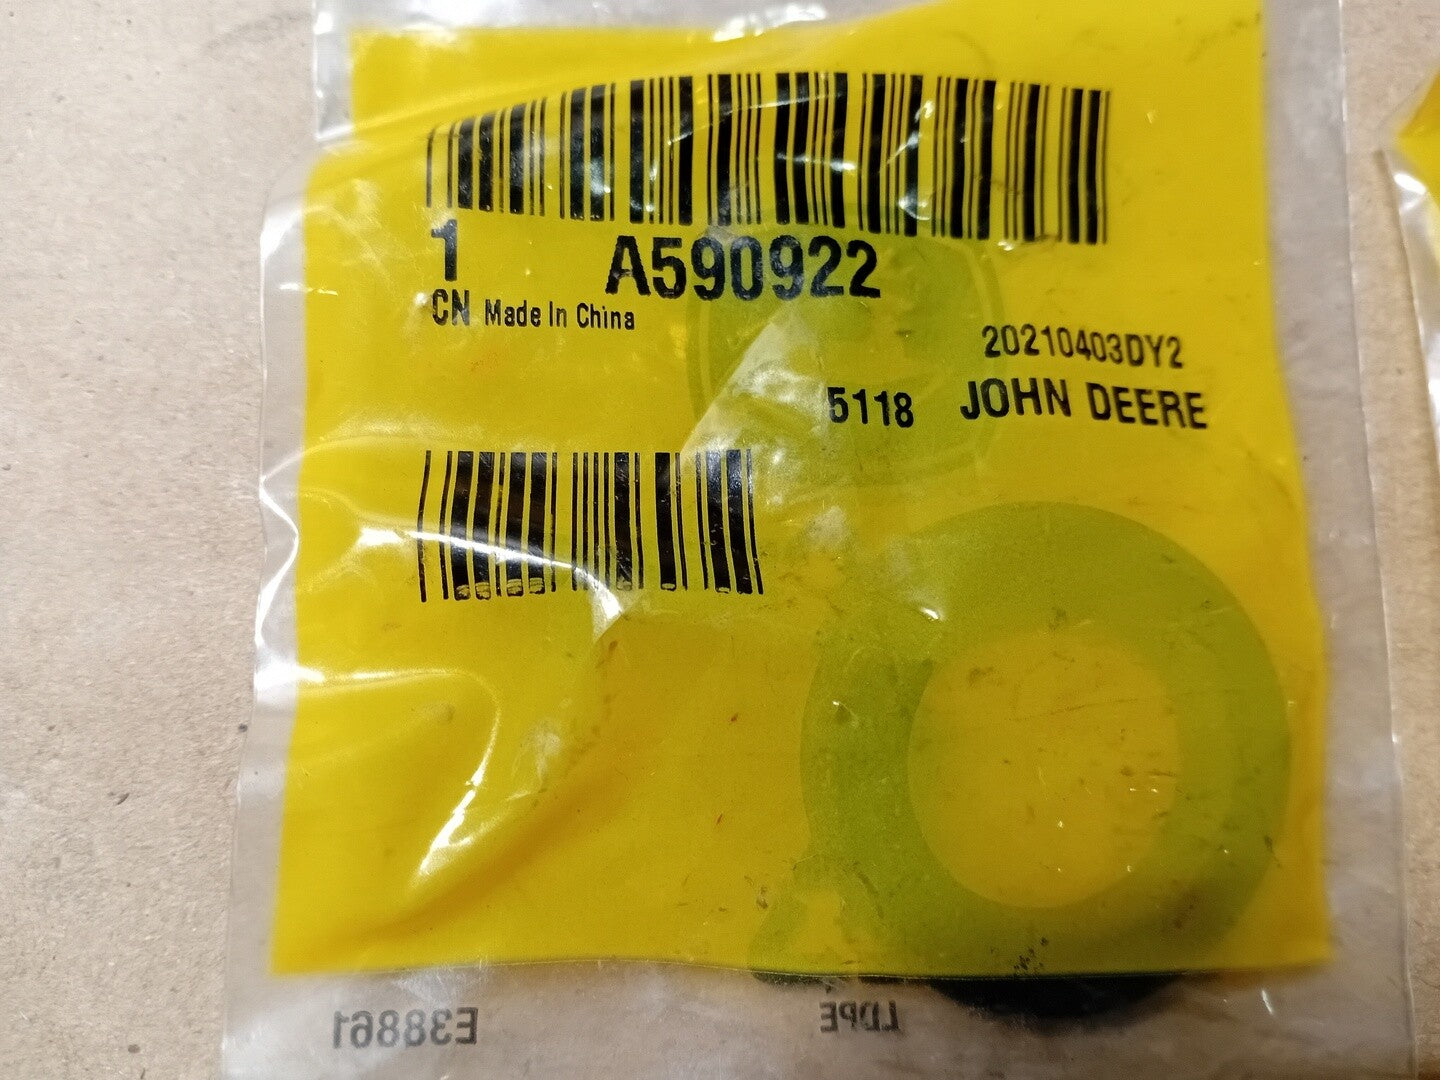 1 A590922
CN Made In China
20210403DY2
5118 JOHN DEERE
E38861 LDPE